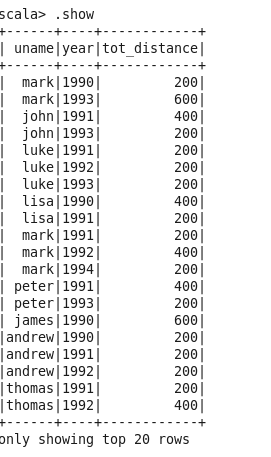 scala> .show
+------+----+------------+
| uname|year|tot_distance|
+------+----+------------+
|  mark|1990|         200|
|  mark|1993|         600|
|  john|1991|         400|
|  john|1993|         200|
|  luke|1991|         200|
|  luke|1992|         200|
|  luke|1993|         200|
|  lisa|1990|         400|
|  lisa|1991|         200|
|  mark|1991|         200|
|  mark|1992|         400|
|  mark|1994|         200|
| peter|1991|         400|
| peter|1993|         200|
| james|1990|         600|
|andrew|1990|         200|
|andrew|1991|         200|
|andrew|1992|         200|
|thomas|1991|         200|
|thomas|1992|         400|
+------+----+------------+
only showing top 20 rows